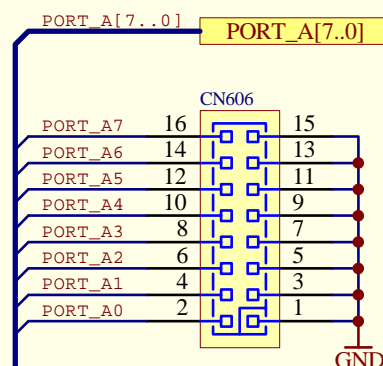 PORT_A[7..0]
PORT_A[7..0]
CN606
PORT_A7 16 15
PORT_A6 14 13
PORT_A5 12 11
PORT_A4 10 9
PORT_A3 8 7
PORT_A2 6 5
PORT_A1 4 3
PORT_A0 2 1
GND